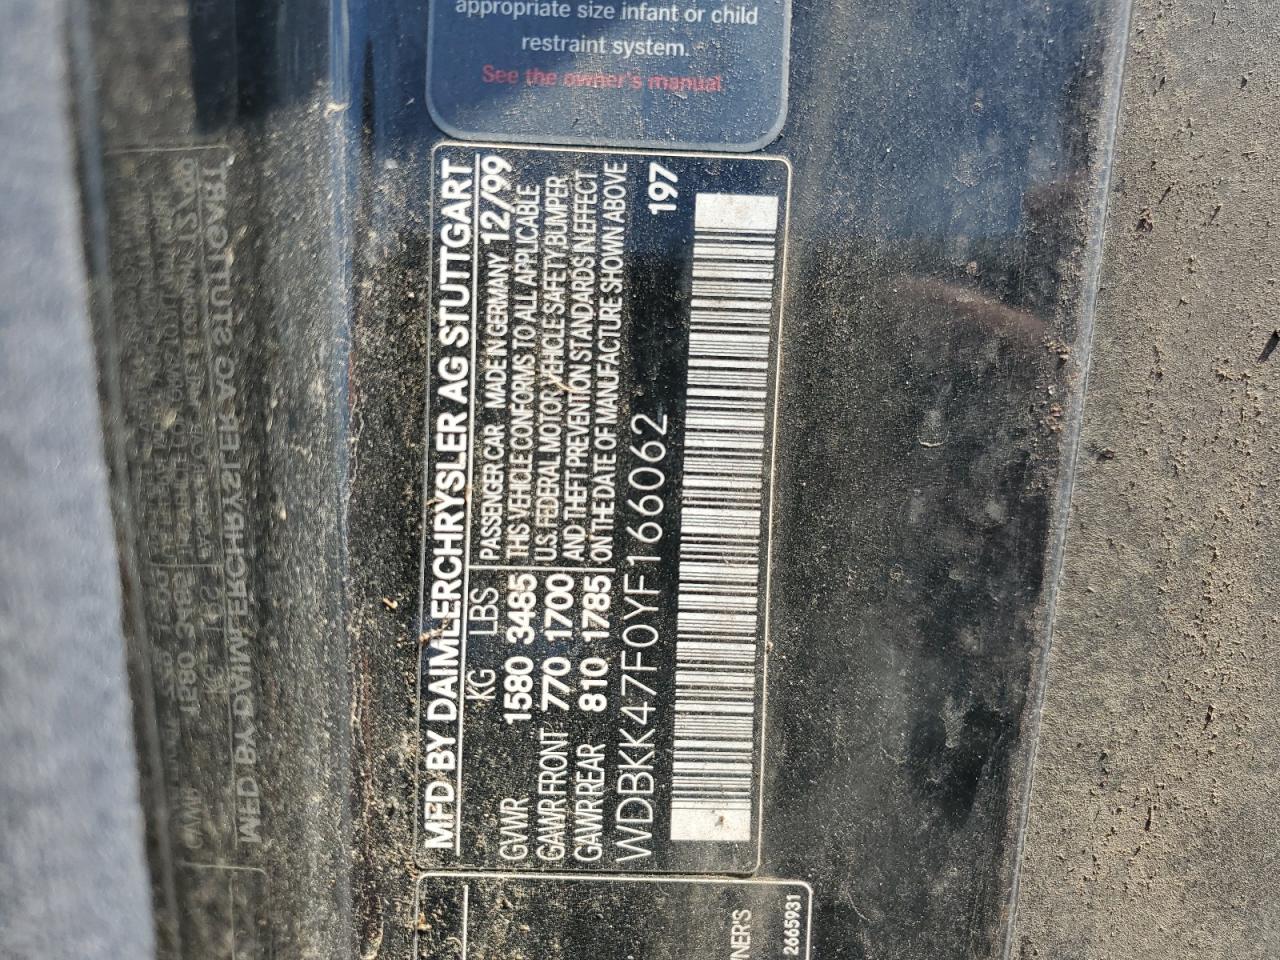 appropriate size infant or child
restraint system.
See the owner's manual
MFD BY DAIMLERCHRYSLER AG STUTTGART
KG LBS
PASSENGER CAR MADE IN GERMANY 12/99
GVWR 1580 3485 THIS VEHICLE CONFORMS TO ALL APPLICABLE
GAWR FRONT 770 1700 U.S. FEDERAL MOTOR VEHICLE SAFETY, BUMPER
GAWR REAR 810 1785 AND THEFT PREVENTION STANDARDS IN EFFECT
ON THE DATE OF MANUFACTURE SHOWN ABOVE
WDBKK47F0YF166062 197
2665931